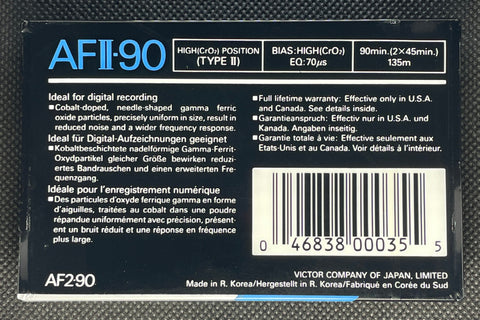 AFII-90
HIGH(CrO₂) POSITION
(TYPE II)
BIAS:HIGH(CrO₂)
EQ:70μs
90min.(2×45min.)
135m
Ideal for digital recording
■Cobalt-doped, needle-shaped gamma ferric
oxide particles, precisely uniform in size, result in
reduced noise and a wider frequency response.
Ideal für Digital-Aufzeichnungen geeignet
■Kobaltbeschichtete nadelförmige Gamma-Ferrit-
Oxydpartikel gleicher Größe bewirken reduzi-
ertes Bandrauschen und einen erweiterten Fre-
quenzgang.
Idéale pour l'enregistrement numérique
■Des particules d'oxyde ferrique gamma en forme
d'aiguilles, traitées au cobalt dans une poudre
répandue uniformément avec précision, présent-
ent un bruit réduit et une réponse en fréquence
plus large.
AF2-90
■Full lifetime warranty: Effective only in U.S.A.
and Canada. See details inside.
■Garantieanspruch: Effectiv nur in U.S.A. und
Kanada. Angaben inseitig.
■Garantie totale à vie: Effective seulement aux
Etats-Unis et au Canada. Voir détails à l'intérieur.
0 46838 00035 5
VICTOR COMPANY OF JAPAN, LIMITED
Made in R. Korea/Hergestellt in R. Korea/Fabriqué en Corée du Sud